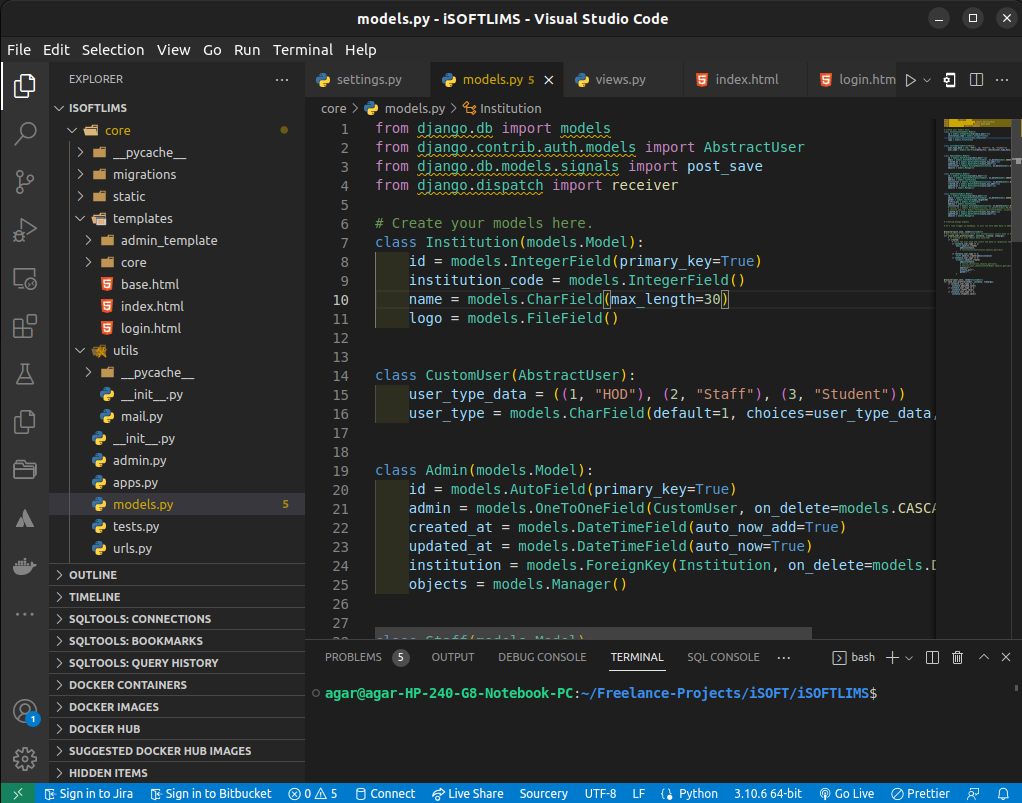 models.py - iSOFTLIMS - Visual Studio Code
File Edit Selection View Go Run Terminal Help
EXPLORER
ISOFTLIMS
core
__pycache__
migrations
static
templates
admin_template
core
base.html
index.html
login.html
utils
__pycache__
__init__.py
mail.py
__init__.py
admin.py
apps.py
models.py 5
tests.py
urls.py
OUTLINE
TIMELINE
SQLTOOLS: CONNECTIONS
SQLTOOLS: BOOKMARKS
SQLTOOLS: QUERY HISTORY
DOCKER CONTAINERS
DOCKER IMAGES
DOCKER HUB
SUGGESTED DOCKER HUB IMAGES
HIDDEN ITEMS
1
settings.py models.py 5 views.py index.html login.htm
core > models.py > Institution
1 from django.db import models
2 from django.contrib.auth.models import AbstractUser
3 from django.db.models.signals import post_save
4 from django.dispatch import receiver
5
6 # Create your models here.
7 class Institution(models.Model):
8 id = models.IntegerField(primary_key=True)
9 institution_code = models.IntegerField()
10 name = models.CharField(max_length=30)
11 logo = models.FileField()
12
13
14 class CustomUser(AbstractUser):
15 user_type_data = ((1, "HOD"), (2, "Staff"), (3, "Student"))
16 user_type = models.CharField(default=1, choices=user_type_data,
17
18
19 class Admin(models.Model):
20 id = models.AutoField(primary_key=True)
21 admin = models.OneToOneField(CustomUser, on_delete=models.CASCA
22 created_at = models.DateTimeField(auto_now_add=True)
23 updated_at = models.DateTimeField(auto_now=True)
24 institution = models.ForeignKey(Institution, on_delete=models.D
25 objects = models.Manager()
26
27
28 class Staff(models.Model)
PROBLEMS 5 OUTPUT DEBUG CONSOLE TERMINAL SQL CONSOLE bash
agar@agar-HP-240-G8-Notebook-PC:~/Freelance-Projects/iSOFT/iSOFTLIMS$
Sign in to Jira Sign in to Bitbucket 0 5 Connect Live Share Sourcery UTF-8 LF Python 3.10.6 64-bit Go Live Prettier